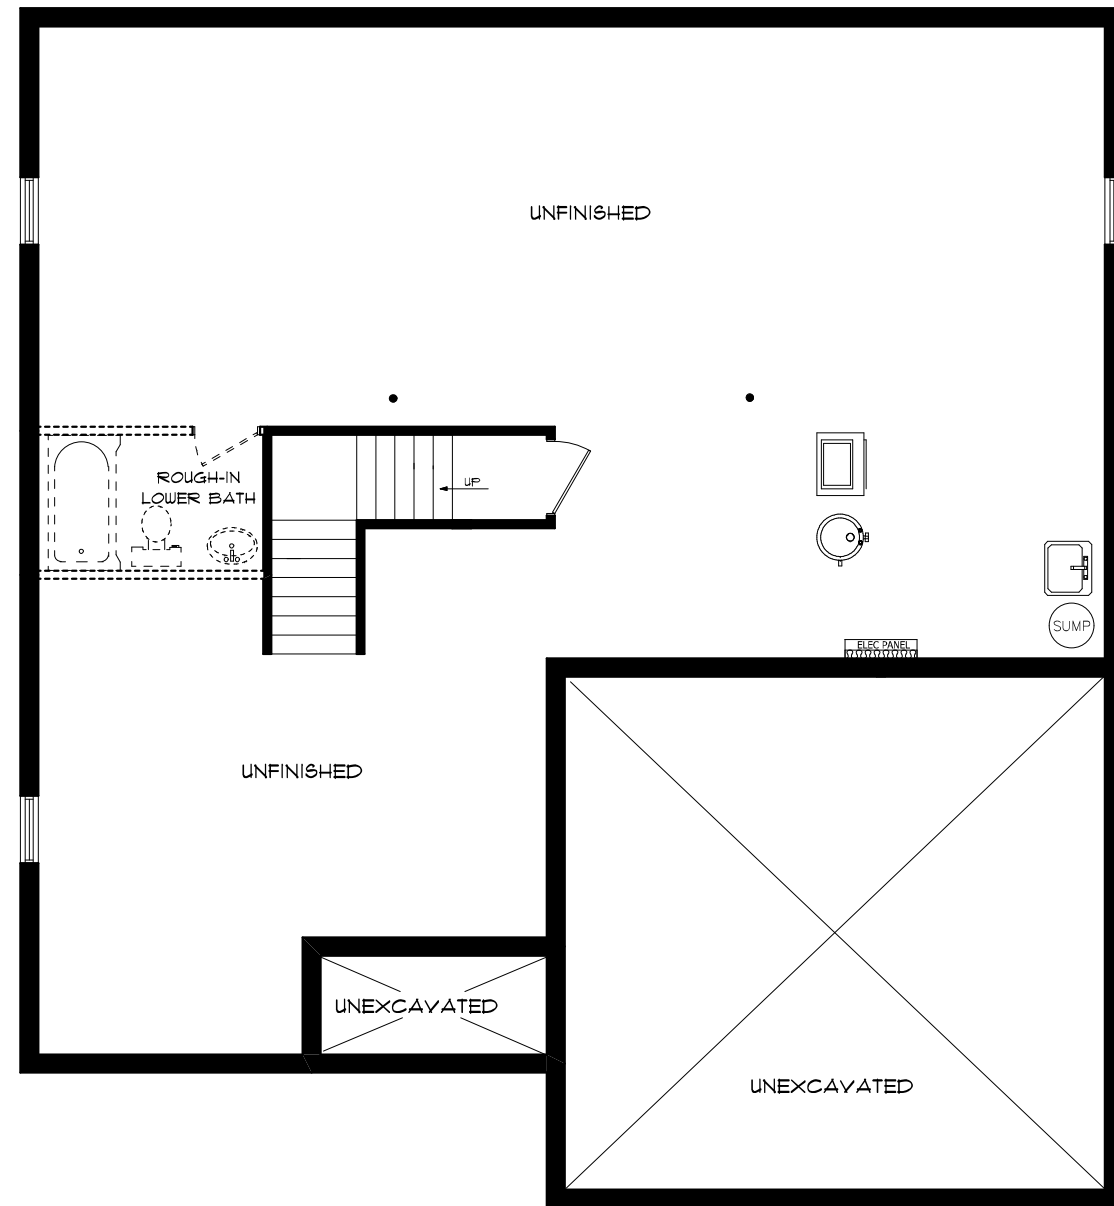 UNFINISHED
ROUGH-IN
LOWER BATH
UP
SUMP
ELEC PANEL
UNFINISHED
UNEXCAVATED
UNEXCAVATED